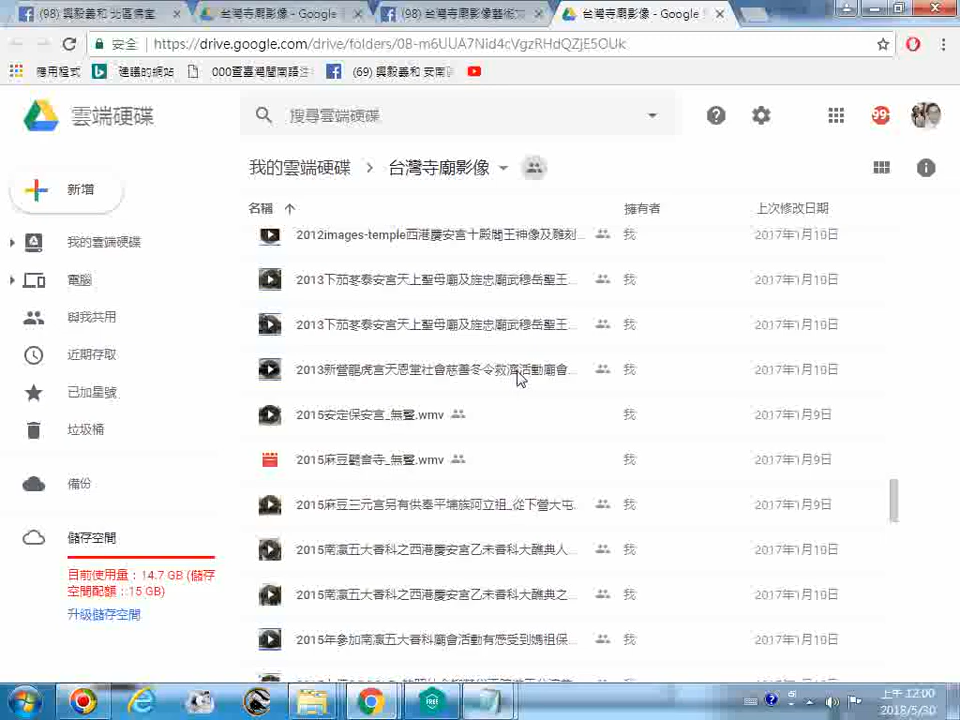 (98) 興毅善和 北區佛堂
台灣寺廟影像 - Google
(98) 台灣寺廟影像藝術
台灣寺廟影像 - Google
安全
https://drive.google.com/drive/folders/08-m6UUA7Nid4cVgzRHdQZjE5OUk
應用程式
建議的網站
(69) 興毅善和 安南
雲端硬碟
搜尋雲端硬碟
99+
我的雲端硬碟
台灣寺廟影像
新增
名稱
擁有者
上次修改日期
我的雲端硬碟
電腦
與我共用
近期存取
已加星號
垃圾桶
備份
儲存空間
目前使用量：14.7 GB (儲存
空間配額：:15 GB)
升級儲存空間
2012images-temple西港慶安宮十殿閻王神像及雕刻...
我
2017年1月10日
2013下茄苳泰安宮天上聖母廟及旌忠廟武穆岳聖王...
我
2017年1月10日
2013下茄苳泰安宮天上聖母廟及旌忠廟武穆岳聖王...
我
2017年1月10日
2013新營龍虎宮天恩堂社會慈善冬令救濟活動廟會...
我
2017年1月10日
2015安定保安宮_無聲.wmv
我
2017年1月9日
2015麻豆觀音寺_無聲.wmv
我
2017年1月9日
2015麻豆三元宮另有供奉平埔族阿立祖_從下營大屯...
我
2017年1月9日
2015南瀛五大香科之西港慶安宮乙未香科大醮典人...
我
2017年1月10日
2015南瀛五大香科之西港慶安宮乙未香科大醮典之...
我
2017年1月10日
2015年參加南瀛五大香科廟會活動有感受到媽祖保...
我
2017年1月10日
FREE
上午 12:00
2018/5/30